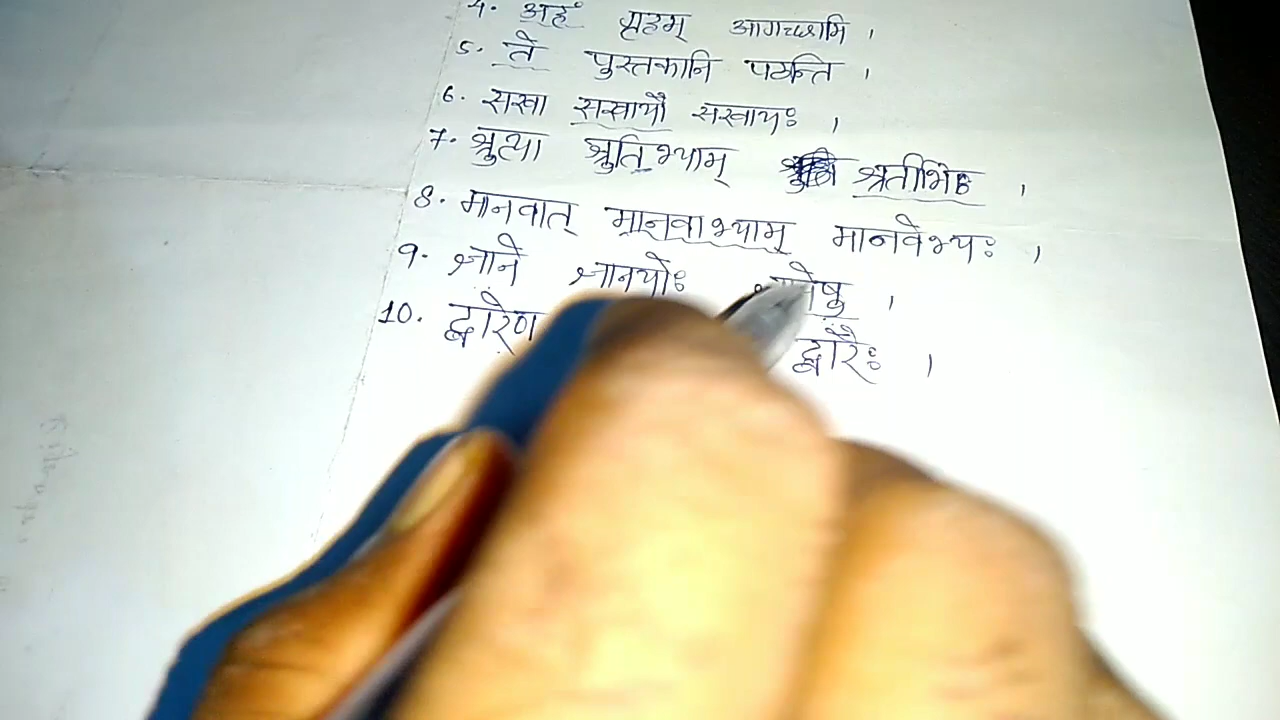 4. अहं गृहम् आगच्छामि ।
5. ते पुस्तकानि पठन्ति ।
6. सखा सखायौ सखायः ।
7. श्रुत्या श्रुतिभ्याम् श्रुतीभिः ।
8. मानवात् मानवाभ्याम् मानवेभ्यः ।
9. ज्ञाने ज्ञानयोः ।
10. द्वारेण द्वारैः ।